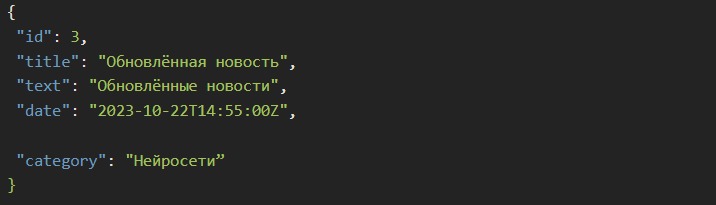 {
"id": 3,
"title": "Обновлённая новость",
"text": "Обновлённые новости",
"date": "2023-10-22T14:55:00Z",
"category": "Нейросети”
}